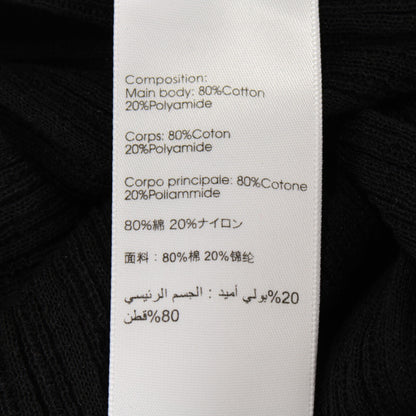 Composition:
Main body: 80%Cotton
20%Polyamide
Corps: 80%Coton
20%Polyamide
Corpo principale: 80%Cotone
20%Poliammide
80%綿 20%ナイロン
面料：80%棉 20%锦纶
20%بولي أميد : الجسم الرئيسي
80%قطن